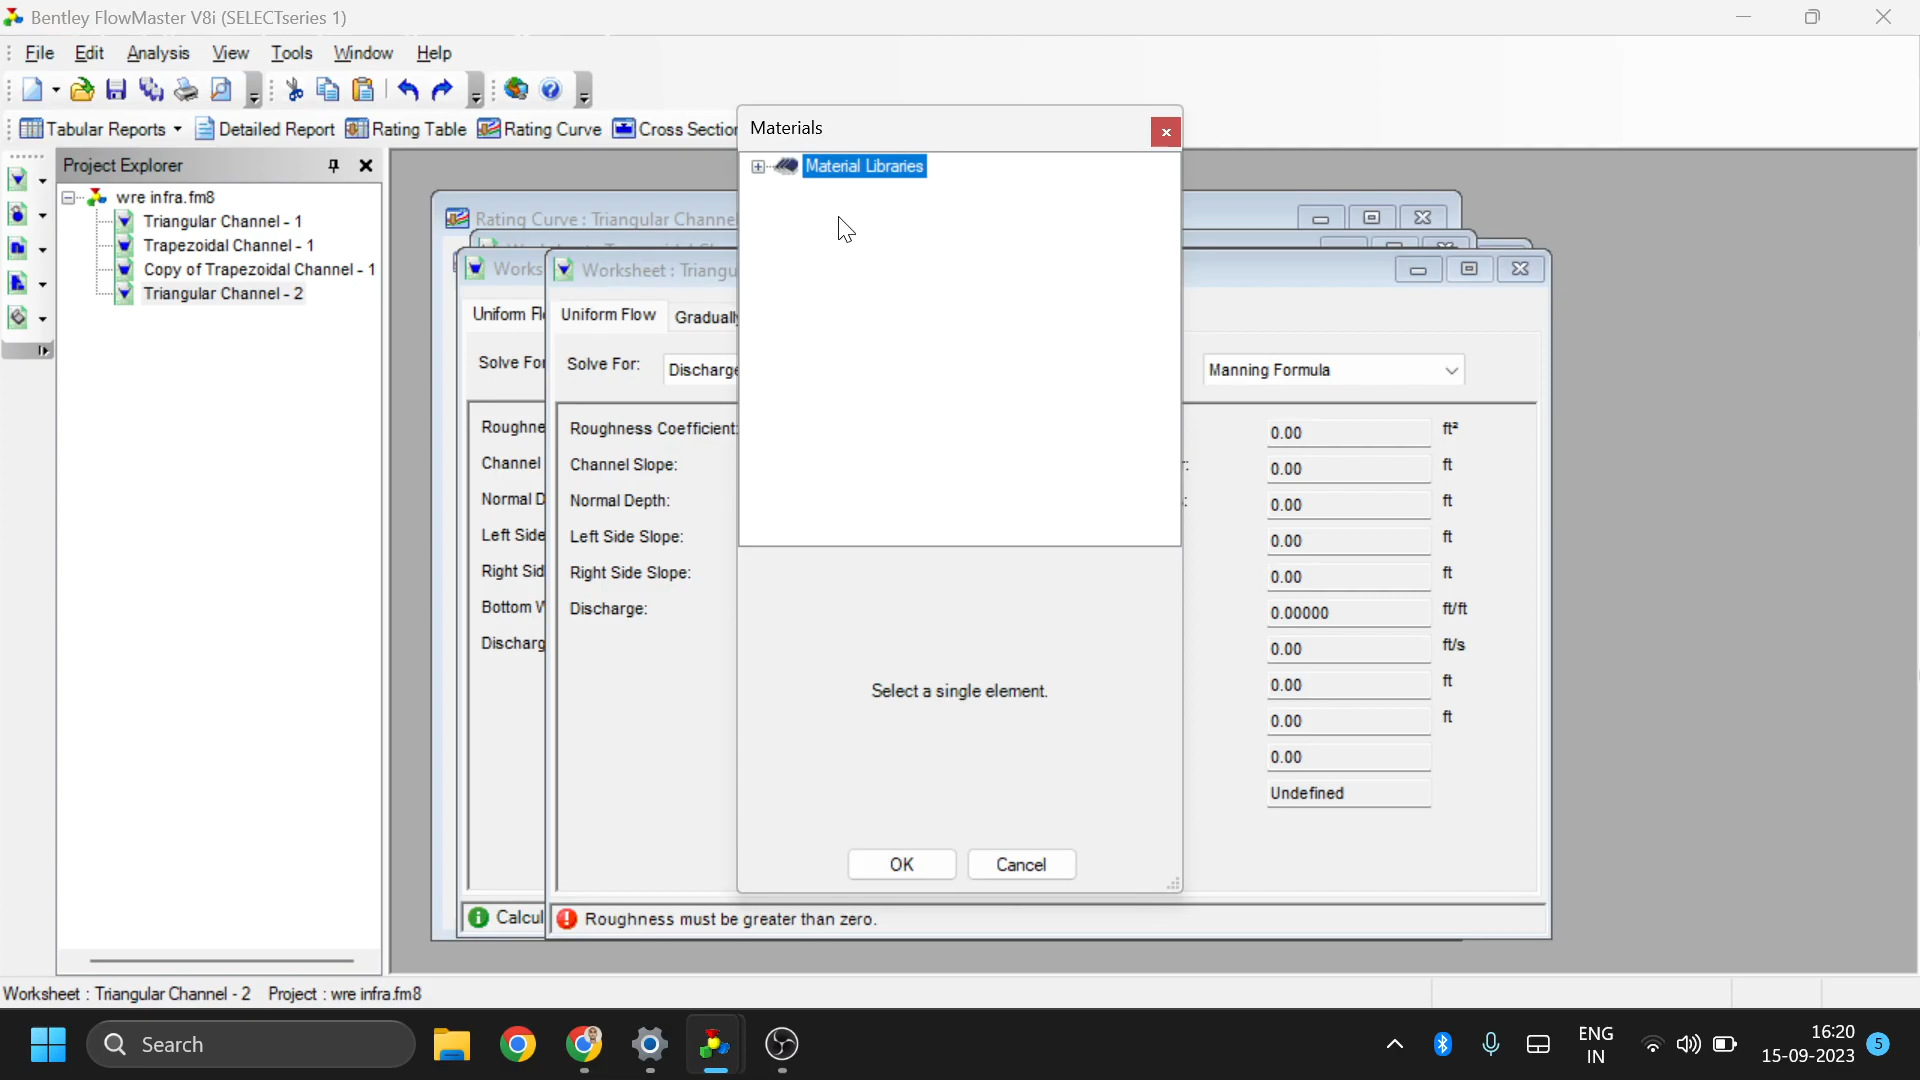 Bentley FlowMaster V8i (SELECTseries 1)
File Edit Analysis View Tools Window Help
Tabular Reports Detailed Report Rating Table Rating Curve Cross Section
Materials
Material Libraries
Select a single element.
OK Cancel
Project Explorer
wre infra.fm8
Triangular Channel - 1
Trapezoidal Channel - 1
Copy of Trapezoidal Channel - 1
Triangular Channel - 2
Rating Curve : Triangular Channel
Works
Worksheet : Triangu
Uniform Flo
Uniform Flow Gradually
Solve For
Solve For: Discharge
Manning Formula
Roughne
Channel
Normal D
Left Side
Right Sid
Bottom W
Discharg
Roughness Coefficient:
Channel Slope:
Normal Depth:
Left Side Slope:
Right Side Slope:
Discharge:
0.00 ft²
0.00 ft
0.00 ft
0.00 ft
0.00 ft
0.00000 ft/ft
0.00 ft/s
0.00 ft
0.00 ft
0.00
Undefined
Calcul
Roughness must be greater than zero.
Worksheet : Triangular Channel - 2 Project : wre infra.fm8
Search
ENG
IN
16:20
15-09-2023
5